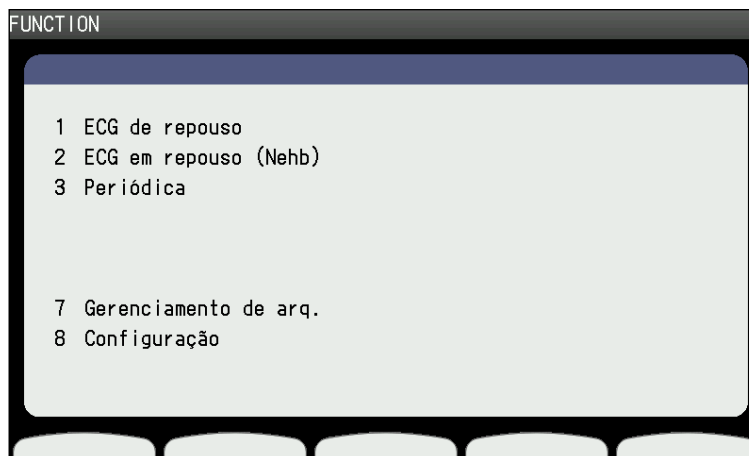 FUNCTION
1 ECG de repouso
2 ECG em repouso (Nehb)
3 Periódica
7 Gerenciamento de arq.
8 Configuração